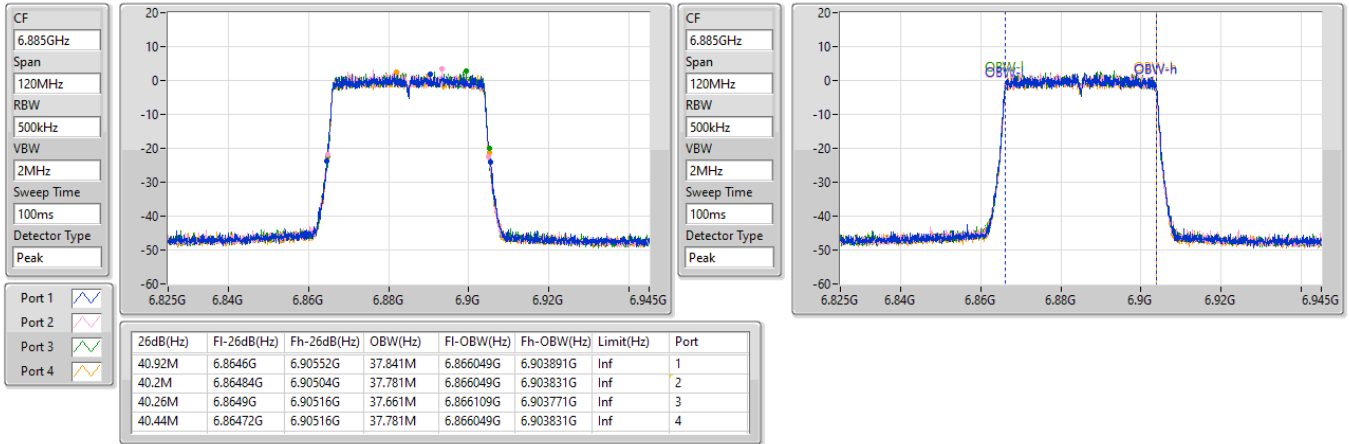 CF
6.885GHz
Span
120MHz
RBW
500kHz
VBW
2MHz
Sweep Time
100ms
Detector Type
Peak
20
10
0
-10
-20
-30
-40
-50
-60
6.825G 6.84G 6.86G 6.88G 6.9G 6.92G 6.945G
CF
6.885GHz
Span
120MHz
RBW
500kHz
VBW
2MHz
Sweep Time
100ms
Detector Type
Peak
20
10
0
-10
-20
-30
-40
-50
-60
OBW-l
OBW-h
6.825G 6.84G 6.86G 6.88G 6.9G 6.92G 6.945G
Port 1
Port 2
Port 3
Port 4
26dB(Hz) Fl-26dB(Hz) Fh-26dB(Hz) OBW(Hz) Fl-OBW(Hz) Fh-OBW(Hz) Limit(Hz) Port
40.92M 6.8646G 6.90552G 37.841M 6.866049G 6.903891G Inf 1
40.2M 6.86484G 6.90504G 37.781M 6.866049G 6.903831G Inf 2
40.26M 6.8649G 6.90516G 37.661M 6.866109G 6.903771G Inf 3
40.44M 6.86472G 6.90516G 37.781M 6.866049G 6.903831G Inf 4